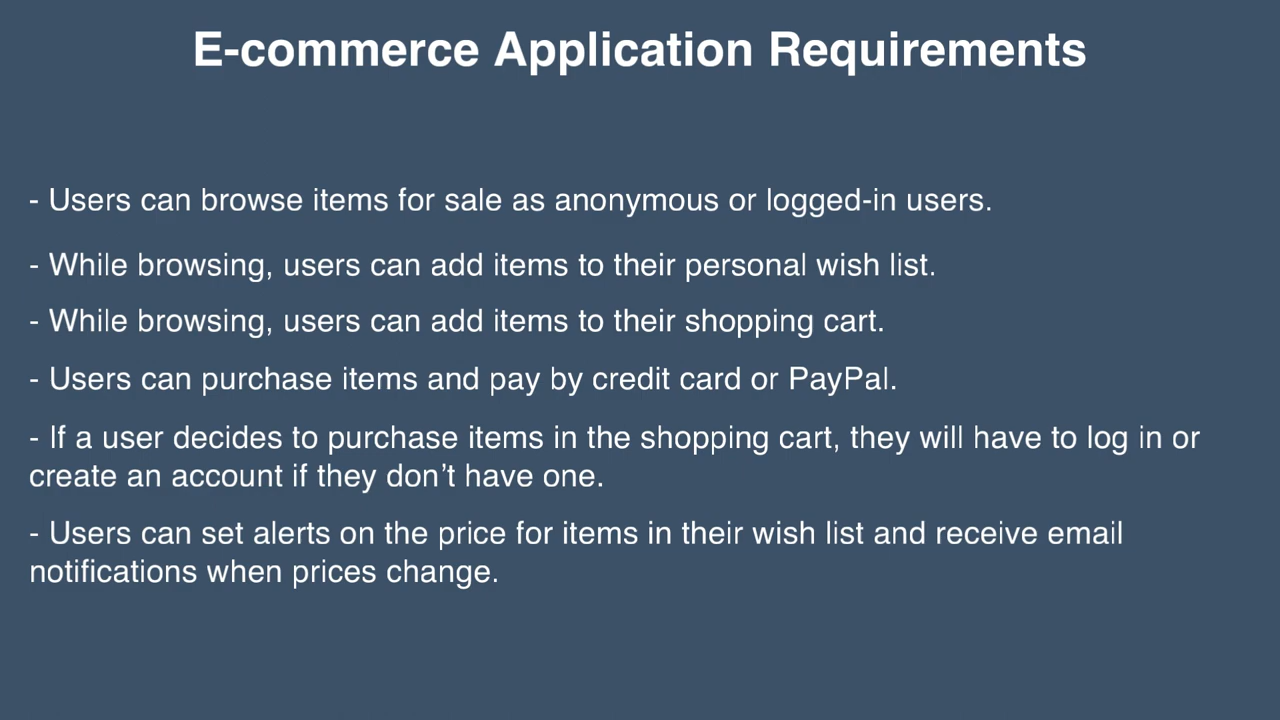 E-commerce Application Requirements
- Users can browse items for sale as anonymous or logged-in users.
- While browsing, users can add items to their personal wish list.
- While browsing, users can add items to their shopping cart.
- Users can purchase items and pay by credit card or PayPal.
- If a user decides to purchase items in the shopping cart, they will have to log in or
create an account if they don’t have one.
- Users can set alerts on the price for items in their wish list and receive email
notifications when prices change.